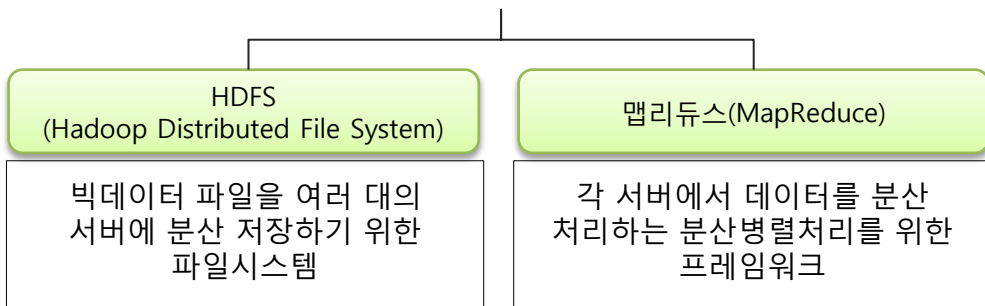 HDFS
(Hadoop Distributed File System)
빅데이터 파일을 여러 대의
서버에 분산 저장하기 위한
파일시스템
맵리듀스(MapReduce)
각 서버에서 데이터를 분산
처리하는 분산병렬처리를 위한
프레임워크